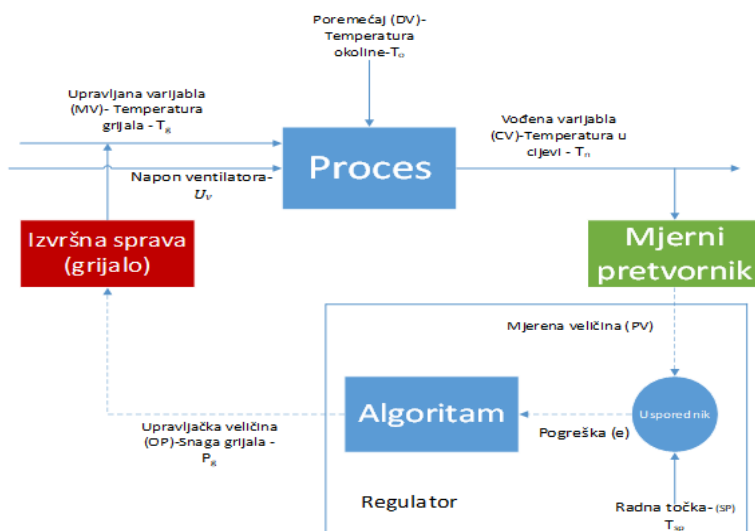 Poremećaj (DV)-
Temperatura
okoline-To
Upravljana varijabla
(MV)- Temperatura
grijala - Tg
Vođena varijabla
(CV)-Temperatura u
cijevi - Tn
Proces
Napon ventilatora-
Uv
Izvršna sprava
(grijalo)
Mjerni
pretvornik
Mjerena veličina (PV)
Algoritam
Usporednik
Pogreška (e)
Upravljačka veličina
(OP)-Snaga grijala -
Pg
Regulator
Radna točka- (SP)
Tsp